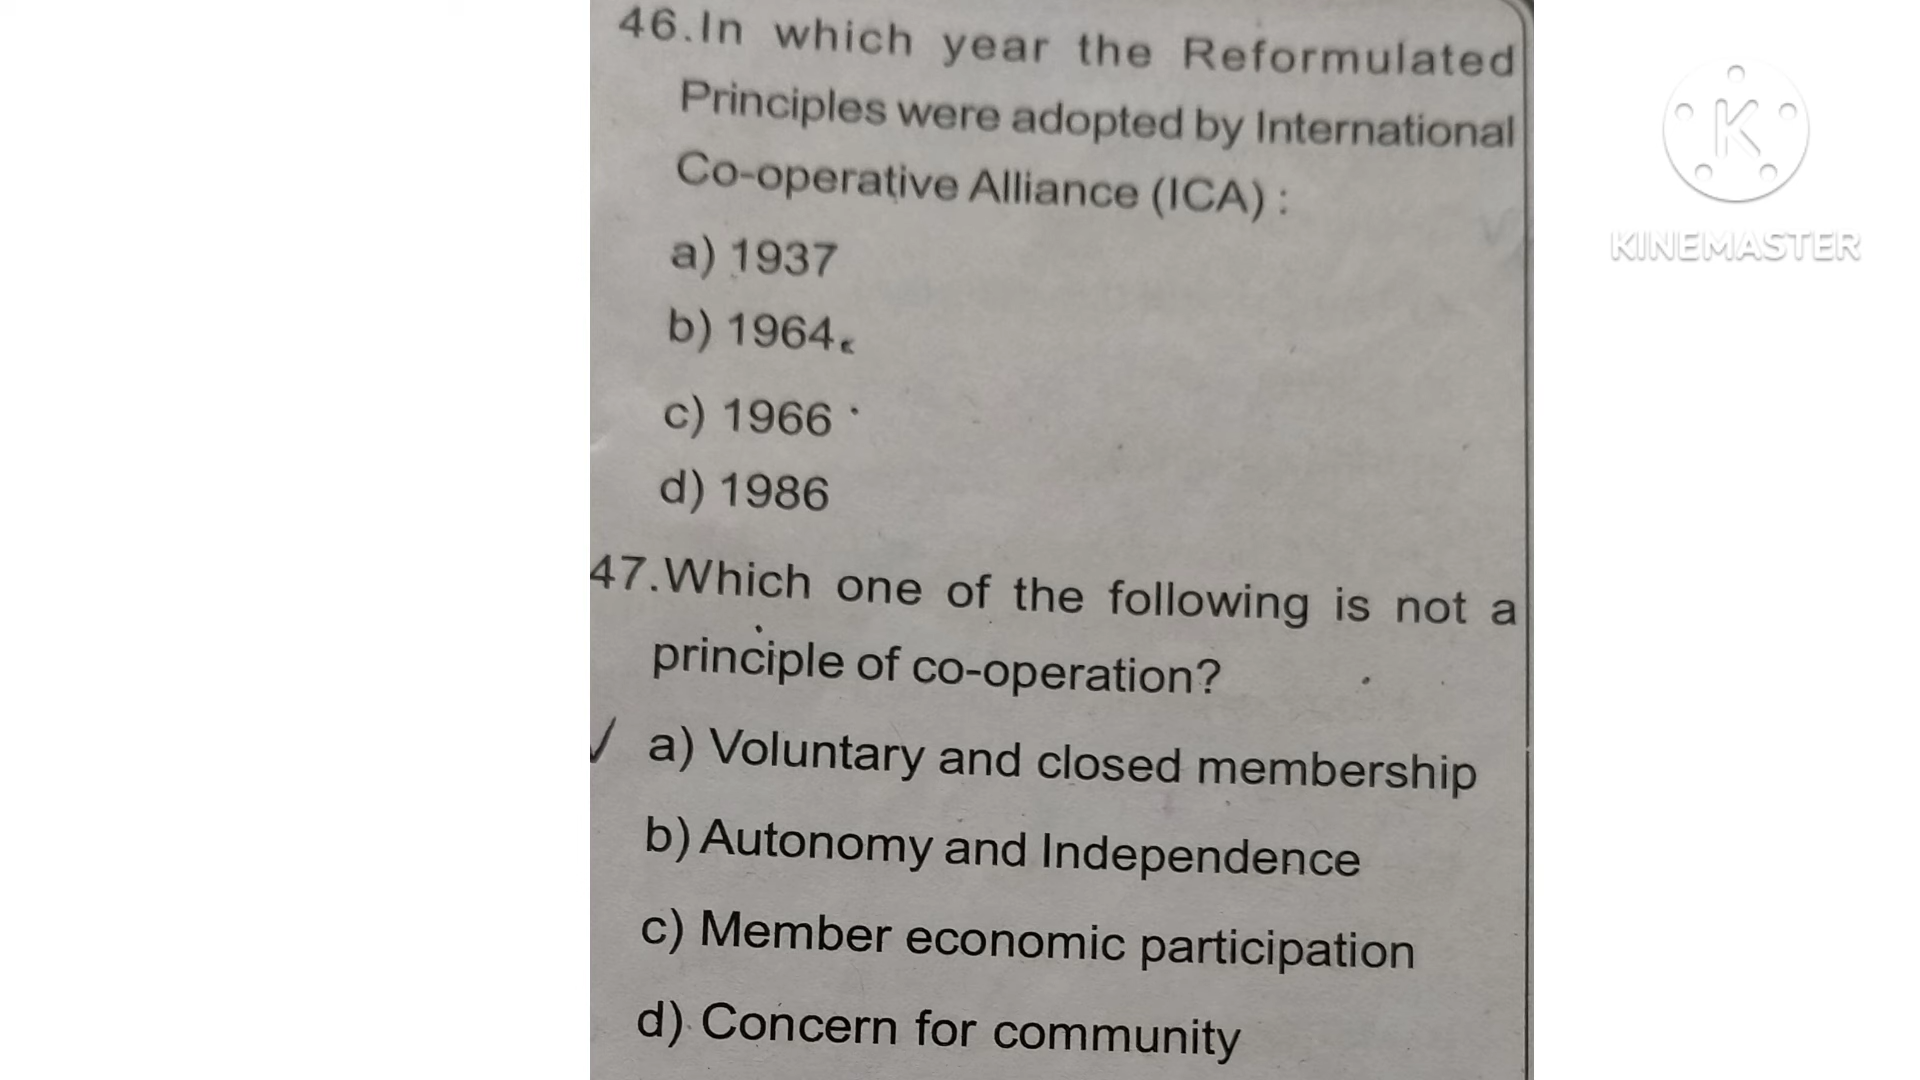 46.In which year the Reformulated
Principles were adopted by International
Co-operative Alliance (ICA) :
a) 1937
b) 1964
c) 1966
d) 1986
47.Which one of the following is not a
principle of co-operation?
a) Voluntary and closed membership
b) Autonomy and Independence
c) Member economic participation
d) Concern for community
K
KINEMASTER